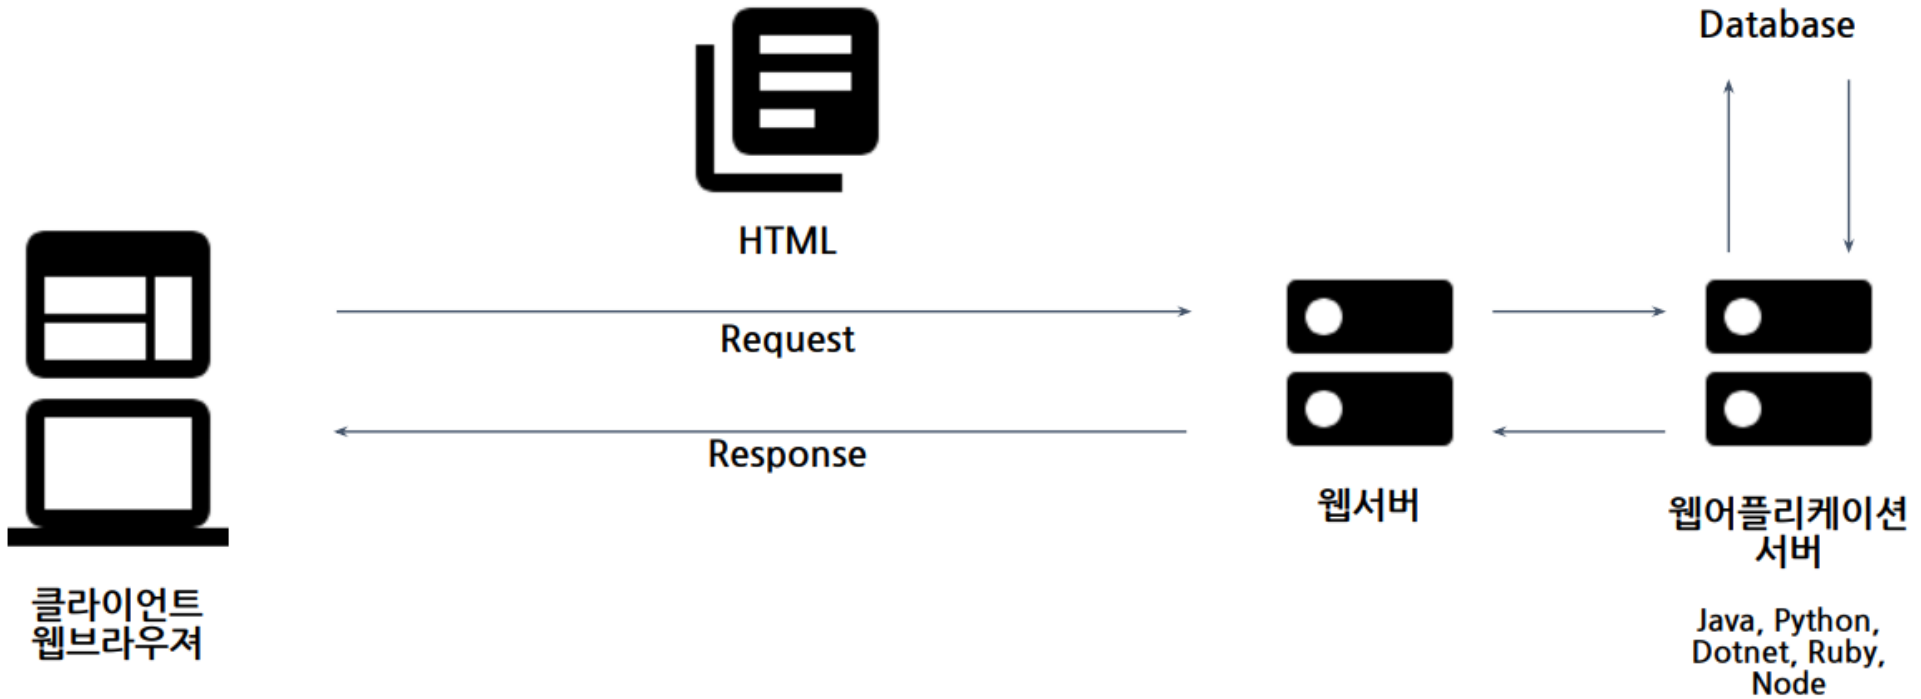 Database
HTML
Request
Response
웹서버
웹어플리케이션
서버
클라이언트
웹브라우져
Java, Python,
Dotnet, Ruby,
Node